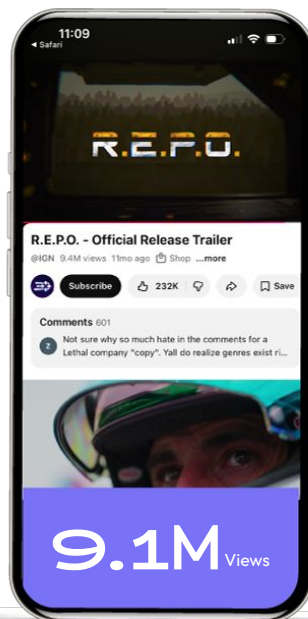 11:09
◀ Safari
R.E.P.O.
R.E.P.O. - Official Release Trailer
@IGN 9.4M views 11mo ago Shop ...more
Subscribe 232K Save
Comments 601
Z Not sure why so much hate in the comments for a
Lethal company "copy". Yall do realize genres exist ri...
9.1M Views